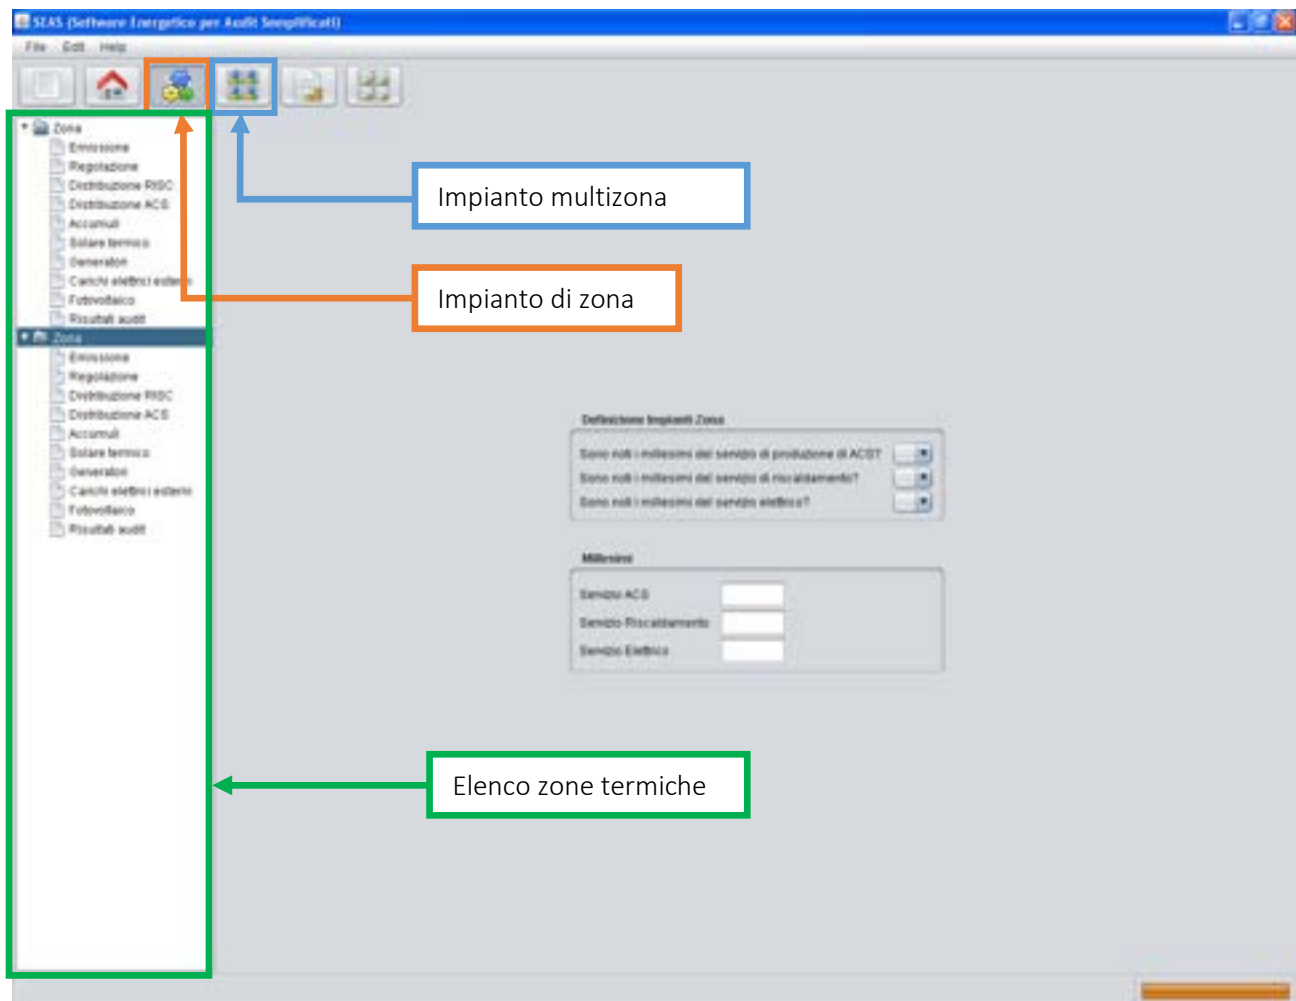 SEAS (Software Energetico per Audit Semplificati)
File Edit Help
Zona
Emissione
Regolazione
Distribuzione RISC
Distribuzione ACS
Accumuli
Solare termico
Generatori
Carichi elettrici esterni
Fotovoltaico
Risultati audit
Zona
Emissione
Regolazione
Distribuzione RISC
Distribuzione ACS
Accumuli
Solare termico
Generatori
Carichi elettrici esterni
Fotovoltaico
Risultati audit
Impianto multizona
Impianto di zona
Definizione Impianti Zona
Sono noti i millesimi del servizio di produzione di ACS?
Sono noti i millesimi del servizio di riscaldamento?
Sono noti i millesimi del servizio elettrico?
Millesimi
Servizio ACS
Servizio Riscaldamento
Servizio Elettrico
Elenco zone termiche